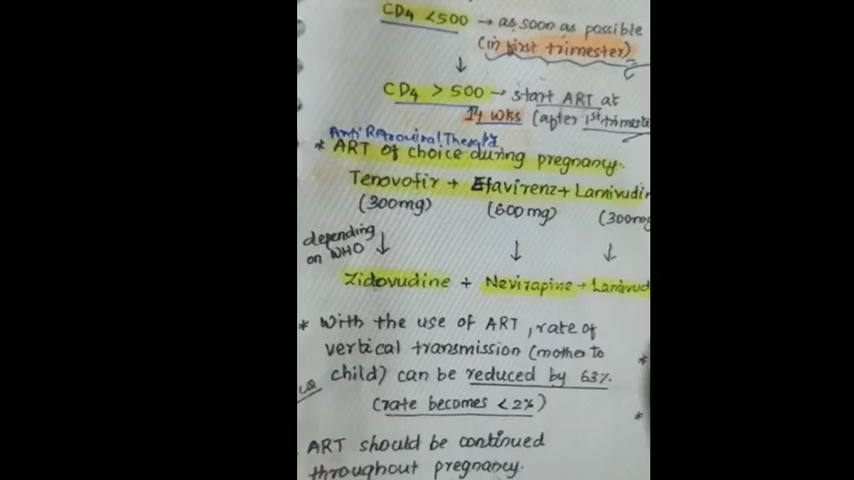 CD4 <500 → as soon as possible
(in first trimester)
↓
CD4 > 500 → start ART at
14 wks (after 1st trimeste
Anti Retroviral Therapy
* ART of choice during pregnancy.
Tenovofir + Efavirenz + Lamivudin
(300mg) (600mg) (300mg
depending
on WHO ↓ ↓ ↓
Zidovudine + Nevirapine + Lamivud
* With the use of ART, rate of
vertical transmission (mother to
child) can be reduced by 63%.
(rate becomes <2%)
ART should be continued
throughout pregnancy.